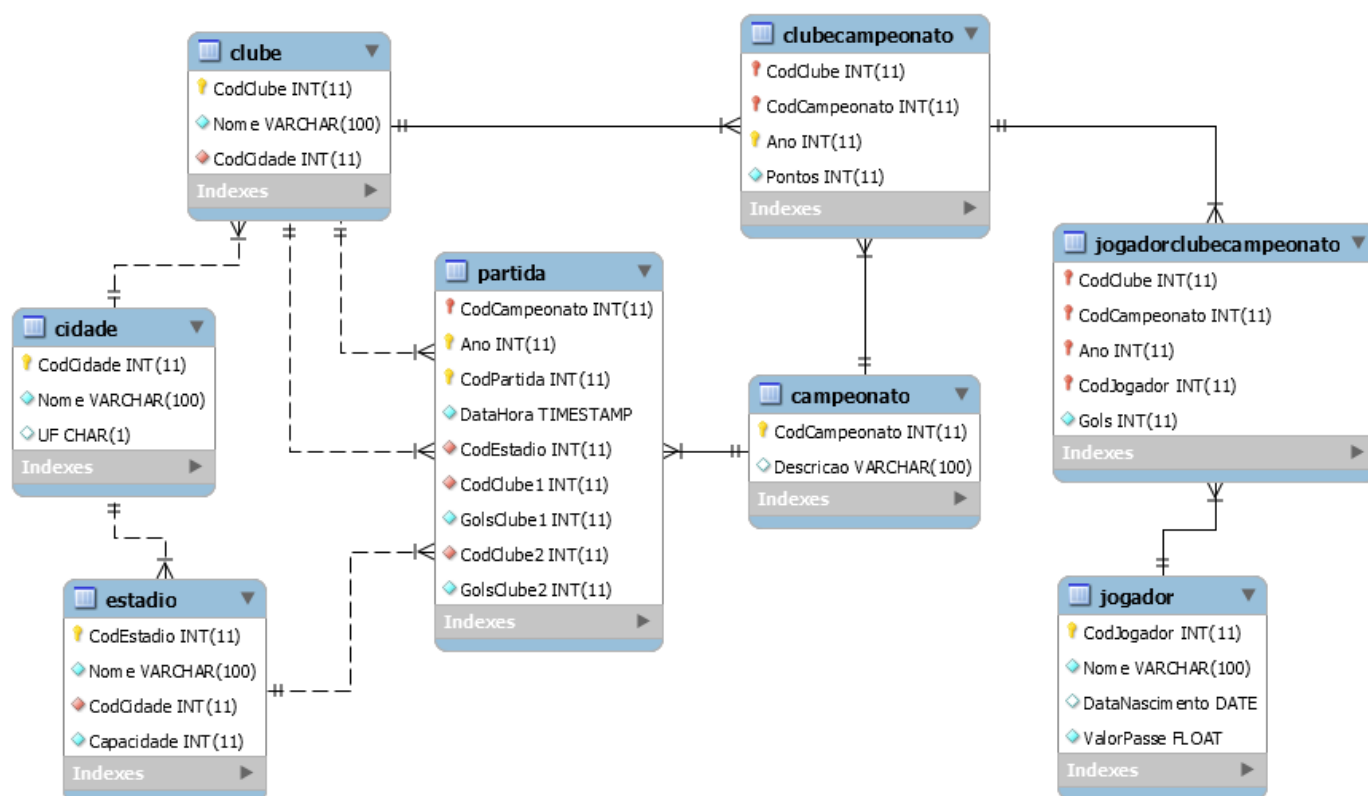 clube
CodClube INT(11)
Nome VARCHAR(100)
CodCidade INT(11)
Indexes
clubecampeonato
CodClube INT(11)
CodCampeonato INT(11)
Ano INT(11)
Pontos INT(11)
Indexes
jogadorclubecampeonato
CodClube INT(11)
CodCampeonato INT(11)
Ano INT(11)
CodJogador INT(11)
Gols INT(11)
Indexes
partida
CodCampeonato INT(11)
Ano INT(11)
CodPartida INT(11)
DataHora TIMESTAMP
CodEstadio INT(11)
CodClube1 INT(11)
GolsClube1 INT(11)
CodClube2 INT(11)
GolsClube2 INT(11)
Indexes
cidade
CodCidade INT(11)
Nome VARCHAR(100)
UF CHAR(1)
Indexes
campeonato
CodCampeonato INT(11)
Descricao VARCHAR(100)
Indexes
estadio
CodEstadio INT(11)
Nome VARCHAR(100)
CodCidade INT(11)
Capacidade INT(11)
Indexes
jogador
CodJogador INT(11)
Nome VARCHAR(100)
DataNascimento DATE
ValorPasse FLOAT
Indexes